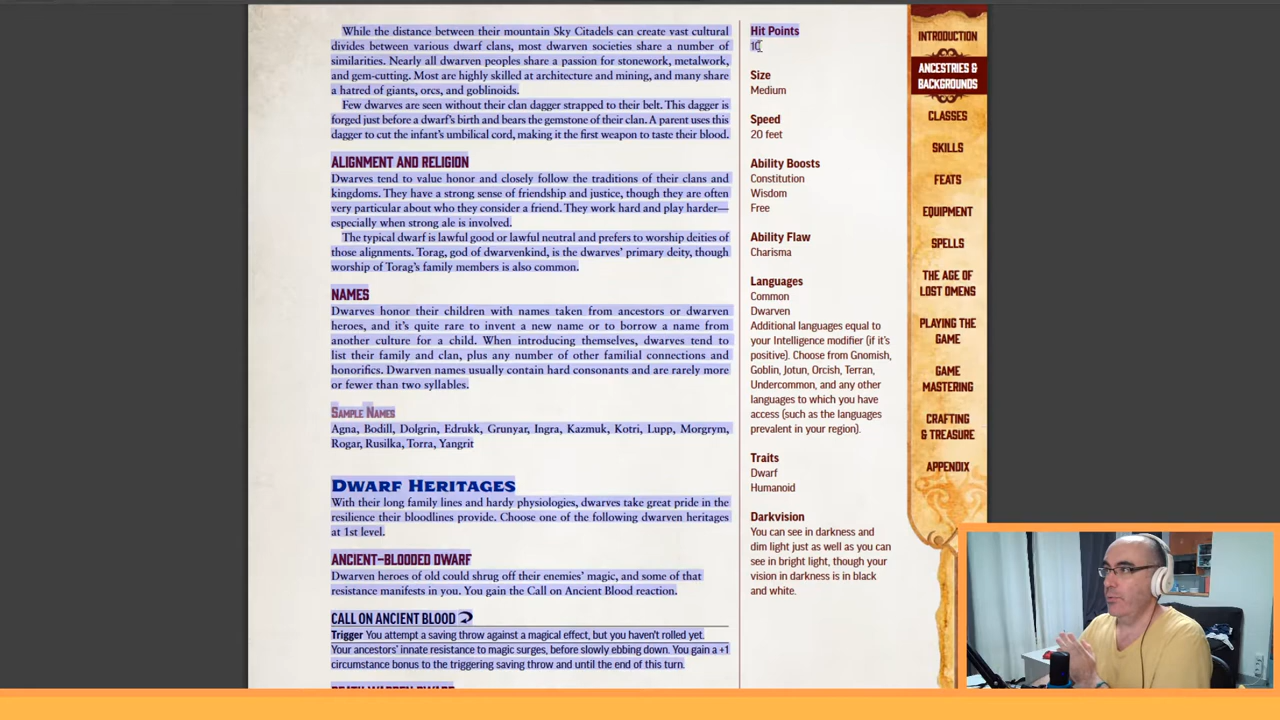 While the distance between their mountain Sky Citadels can create vast cultural
divides between various dwarf clans, most dwarven societies share a number of
similarities. Nearly all dwarven peoples share a passion for stonework, metalwork,
and gem-cutting. Most are highly skilled at architecture and mining, and many share
a hatred of giants, orcs, and goblinoids.
Few dwarves are seen without their clan dagger strapped to their belt. This dagger is
forged just before a dwarf's birth and bears the gemstone of their clan. A parent uses this
dagger to cut the infant's umbilical cord, making it the first weapon to taste their blood.
ALIGNMENT AND RELIGION
Dwarves tend to value honor and closely follow the traditions of their clans and
kingdoms. They have a strong sense of friendship and justice, though they are often
very particular about who they consider a friend. They work hard and play harder—
especially when strong ale is involved.
The typical dwarf is lawful good or lawful neutral and prefers to worship deities of
those alignments. Torag, god of dwarvenkind, is the dwarves' primary deity, though
worship of Torag's family members is also common.
NAMES
Dwarves honor their children with names taken from ancestors or dwarven
heroes, and it's quite rare to invent a new name or to borrow a name from
another culture for a child. When introducing themselves, dwarves tend to
list their family and clan, plus any number of other familial connections and
honorifics. Dwarven names usually contain hard consonants and are rarely more
or fewer than two syllables.
SAMPLE NAMES
Agna, Bodill, Dolgrin, Edrukk, Grunyar, Ingra, Kazmuk, Kotri, Lupp, Morgrym,
Rogar, Rusilka, Torra, Yangrit
DWARF HERITAGES
With their long family lines and hardy physiologies, dwarves take great pride in the
resilience their bloodlines provide. Choose one of the following dwarven heritages
at 1st level.
ANCIENT-BLOODED DWARF
Dwarven heroes of old could shrug off their enemies' magic, and some of that
resistance manifests in you. You gain the Call on Ancient Blood reaction.
CALL ON ANCIENT BLOOD
Trigger You attempt a saving throw against a magical effect, but you haven't rolled yet.
Your ancestors' innate resistance to magic surges, before slowly ebbing down. You gain a +1
circumstance bonus to the triggering saving throw and until the end of this turn.
Hit Points
10
Size
Medium
Speed
20 feet
Ability Boosts
Constitution
Wisdom
Free
Ability Flaw
Charisma
Languages
Common
Dwarven
Additional languages equal to
your Intelligence modifier (if it's
positive). Choose from Gnomish,
Goblin, Jotun, Orcish, Terran,
Undercommon, and any other
languages to which you have
access (such as the languages
prevalent in your region).
Traits
Dwarf
Humanoid
Darkvision
You can see in darkness and
dim light just as well as you can
see in bright light, though your
vision in darkness is in black
and white.
INTRODUCTION
ANCESTRIES &
BACKGROUNDS
CLASSES
SKILLS
FEATS
EQUIPMENT
SPELLS
THE AGE OF
LOST OMENS
PLAYING THE
GAME
GAME
MASTERING
CRAFTING
& TREASURE
APPENDIX